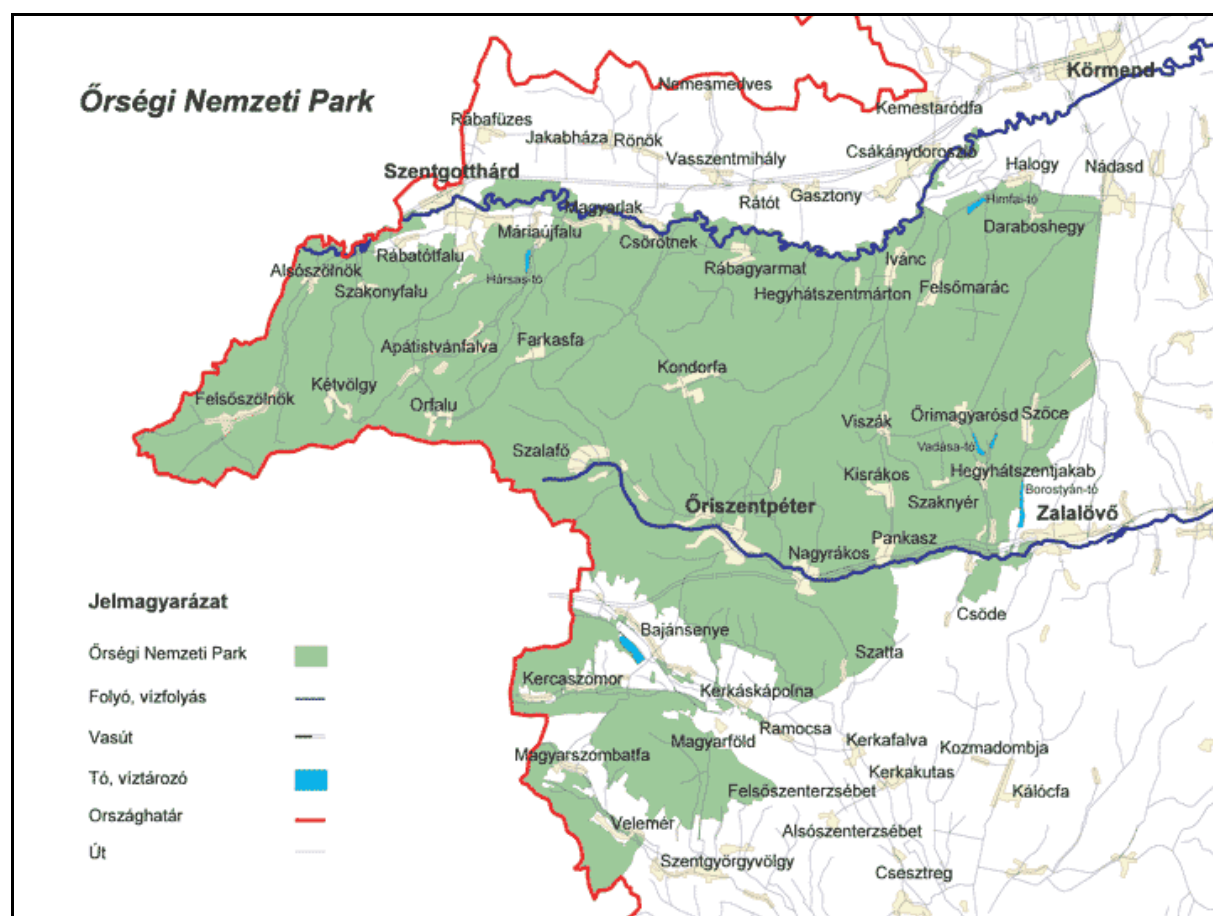 Őrségi Nemzeti Park
Körmend
Nemesmedves
Kemestaródfa
Rábafüzes
Jakabháza
Rönök
Vasszentmihály
Csákánydoroszló
Halogy
Nádasd
Szentgotthárd
Rátót
Gasztony
Himfai-tó
Magyarlak
Daraboshegy
Máriaújfalu
Csörötnek
Rábatótfalu
Alsószölnök
Hársas-tó
Rábagyarmat
Ivánc
Szakonyfalu
Hegyhátszentmárton
Felsőmarác
Apátistvánfalva
Farkasfa
Kondorfa
Kétvölgy
Felsőszölnök
Orfalu
Viszák
Őrimagyarósd
Szőce
Szalafő
Vadása-tó
Kisrákos
Hegyhátszentjakab
Borostyán-tó
Szaknyér
Őriszentpéter
Zalalövő
Pankasz
Nagyrákos
Csöde
Bajánsenye
Szatta
Kercaszomor
Kerkáskápolna
Ramocsa
Magyarföld
Kerkafalva
Kozmadombja
Magyarszombatfa
Kerkakutas
Felsőszenterzsébet
Kálócfa
Velemér
Alsószenterzsébet
Szentgyörgyvölgy
Csesztreg
Jelmagyarázat
Őrségi Nemzeti Park
Folyó, vízfolyás
Vasút
Tó, víztározó
Országhatár
Út